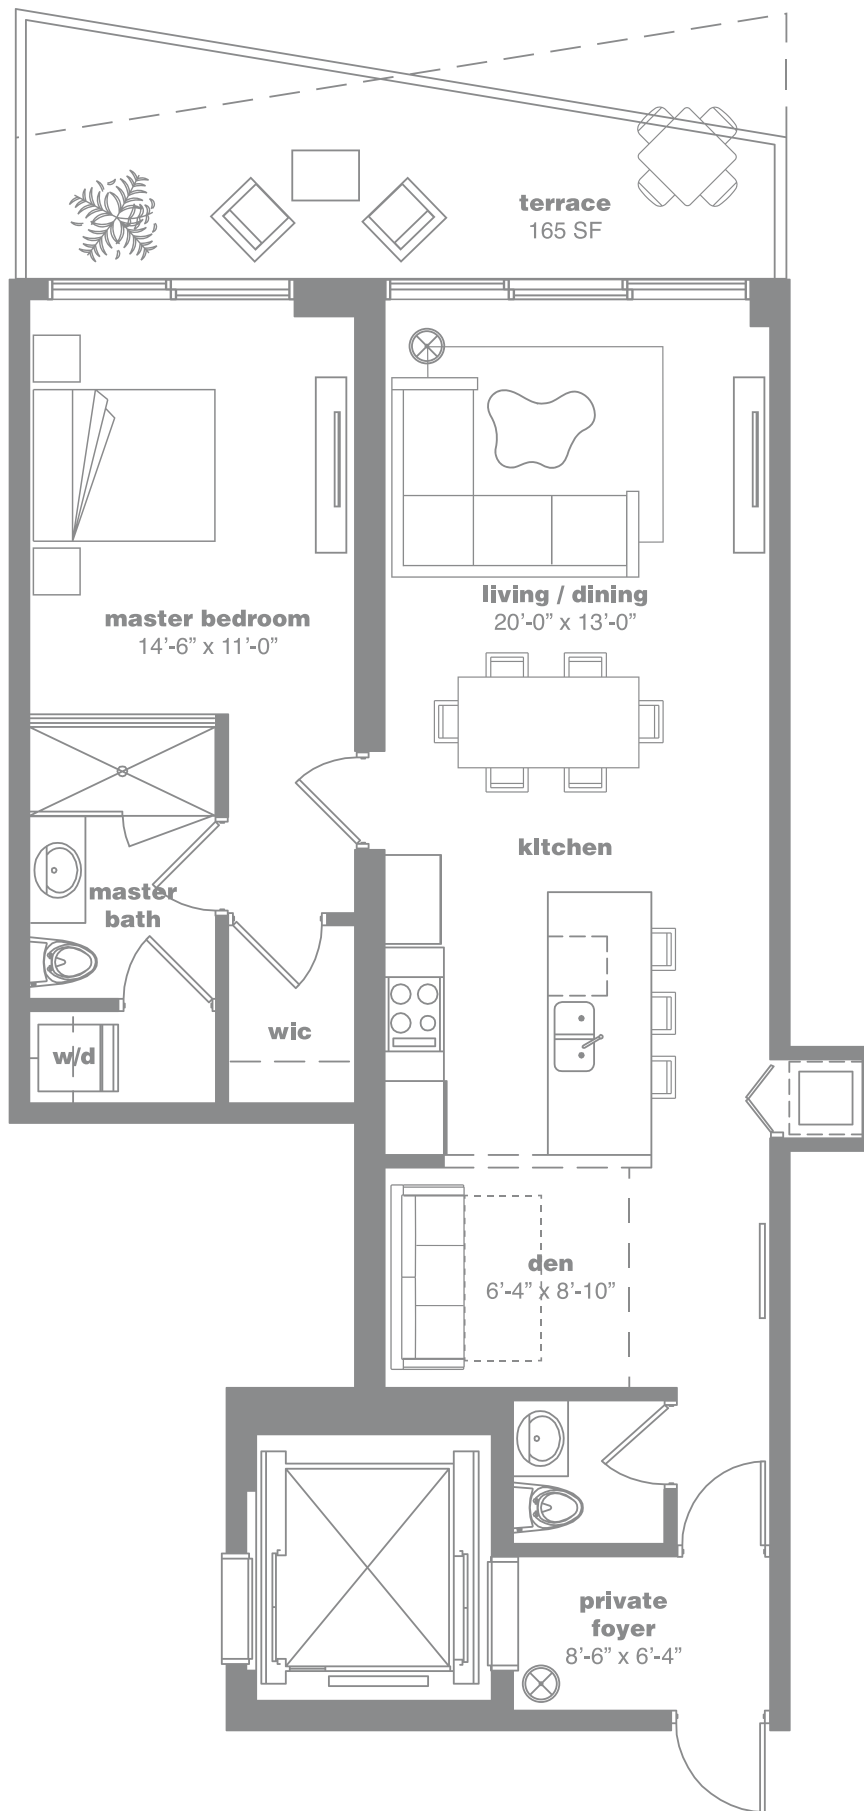 terrace
165 SF
master bedroom
14’-6” x 11’-0”
living / dining
20’-0” x 13’-0”
kItchen
master
bath
wic
w/d
den
6’-4” x 8’-10”
private
foyer
8’-6” x 6’-4”